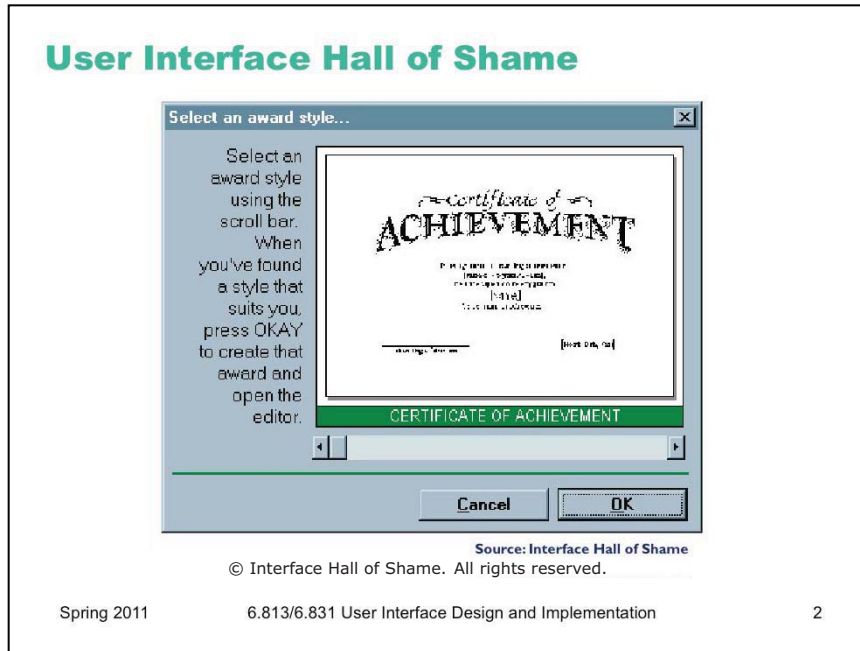 User Interface Hall of Shame
Select an award style...
Select an
award style
using the
scroll bar.
When
you've found
a style that
suits you,
press OKAY
to create that
award and
open the
editor.
Certificate of
ACHIEVEMENT
CERTIFICATE OF ACHIEVEMENT
Cancel
OK
Source: Interface Hall of Shame
© Interface Hall of Shame. All rights reserved.
Spring 2011 6.813/6.831 User Interface Design and Implementation 2